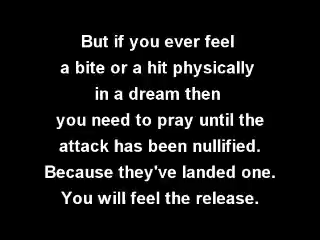 But if you ever feel
a bite or a hit physically
in a dream then
you need to pray until the
attack has been nullified.
Because they've landed one.
You will feel the release.